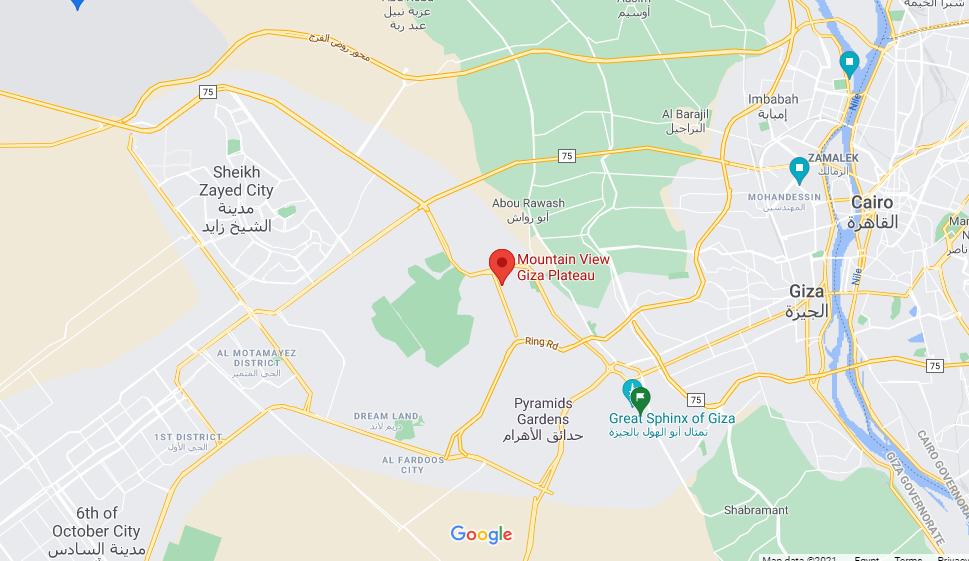 عزبة نبيل
عبد ربه
أوسيم
شبرا الخيمة
محور روض الفرج
75
Imbabah
إمبابة
Nile
Al Barajil
البراجيل
75
ZAMALEK
الزمالك
Sheikh
Zayed City
مدينة
الشيخ زايد
MOHANDESSIN
المهندسين
Cairo
القاهرة
Abou Rawash
أبو رواش
Mountain View
Giza Plateau
Nile
Giza
الجيزة
Ring Rd
AL MOTAMAYEZ
DISTRICT
الحي المتميز
75
75
Pyramids
Gardens
حدائق الأهرام
Great Sphinx of Giza
تمثال أبو الهول بالجيزة
DREAM LAND
دريم لاند
1ST DISTRICT
الحي الأول
AL FARDOOS
CITY
CAIRO GOVERNORATE
GIZA GOVERNORATE
6th of
October City
مدينة السادس
Shabramant
Google
Map data ©2021